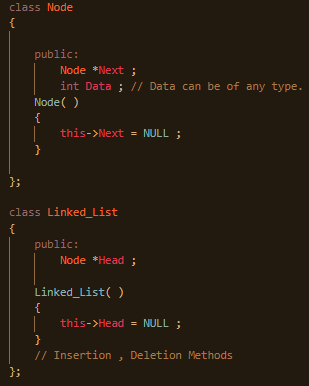 class Node
{
public:
Node *Next ;
int Data ; // Data can be of any type.
Node( )
{
this->Next = NULL ;
}
};
class Linked_List
{
public:
Node *Head ;
Linked_List( )
{
this->Head = NULL ;
}
// Insertion , Deletion Methods
};